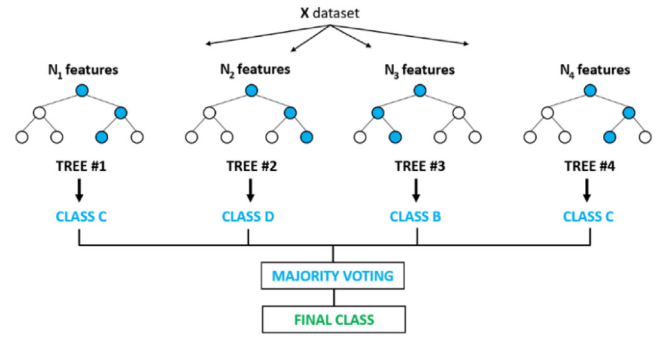 X dataset
N₁ features
N₂ features
N₃ features
N₄ features
TREE #1
TREE #2
TREE #3
TREE #4
CLASS C
CLASS D
CLASS B
CLASS C
MAJORITY VOTING
FINAL CLASS